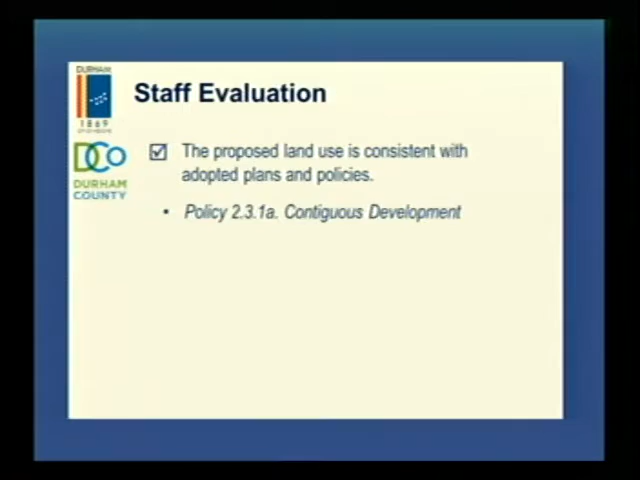 DURHAM
1869
DCo
DURHAM
COUNTY
Staff Evaluation
The proposed land use is consistent with
adopted plans and policies.
• Policy 2.3.1a. Contiguous Development